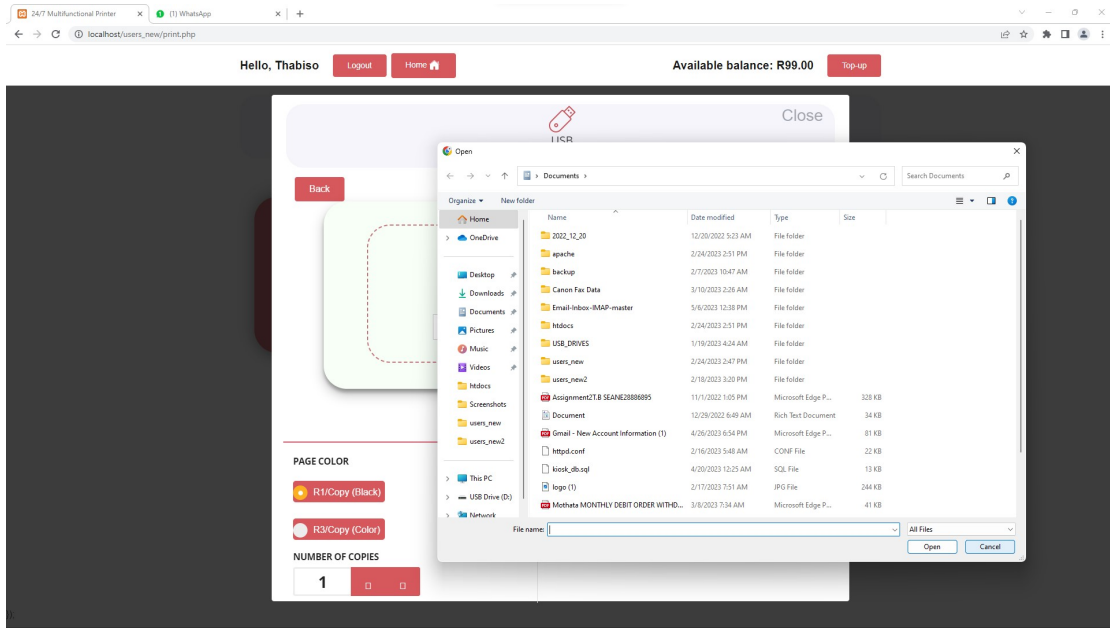 24/7 Multifunctional Printer
(1) WhatsApp
localhost/users_new/print.php
Hello, Thabiso
Logout
Home
Available balance: R99.00
Top-up
Close
USB
Back
PAGE COLOR
R1/Copy (Black)
R3/Copy (Color)
NUMBER OF COPIES
1
Open
Documents
Search Documents
Organize
New folder
Home
OneDrive
Desktop
Downloads
Documents
Pictures
Music
Videos
htdocs
Screenshots
users_new
users_new2
This PC
USB Drive (D:)
Network
Name Date modified Type Size
2022_12_20 12/20/2022 5:23 AM File folder
apache 2/24/2023 2:51 PM File folder
backup 2/7/2023 10:47 AM File folder
Canon Fax Data 3/10/2023 2:26 AM File folder
Email-Inbox-IMAP-master 5/6/2023 12:38 PM File folder
htdocs 2/24/2023 2:51 PM File folder
USB_DRIVES 1/19/2023 4:24 AM File folder
users_new 2/24/2023 2:47 PM File folder
users_new2 2/18/2023 3:20 PM File folder
Assignment2T.B SEANE28886895 11/1/2022 1:05 PM Microsoft Edge P... 328 KB
Document 12/29/2022 6:49 AM Rich Text Document 34 KB
Gmail - New Account Information (1) 4/26/2023 6:54 PM Microsoft Edge P... 81 KB
httpd.conf 2/16/2023 5:48 AM CONF File 22 KB
kiosk_db.sql 4/20/2023 12:25 AM SQL File 13 KB
logo (1) 2/17/2023 7:51 AM JPG File 244 KB
Mothata MONTHLY DEBIT ORDER WITHD... 3/8/2023 7:34 AM Microsoft Edge P... 41 KB
File name:
All Files
Open
Cancel